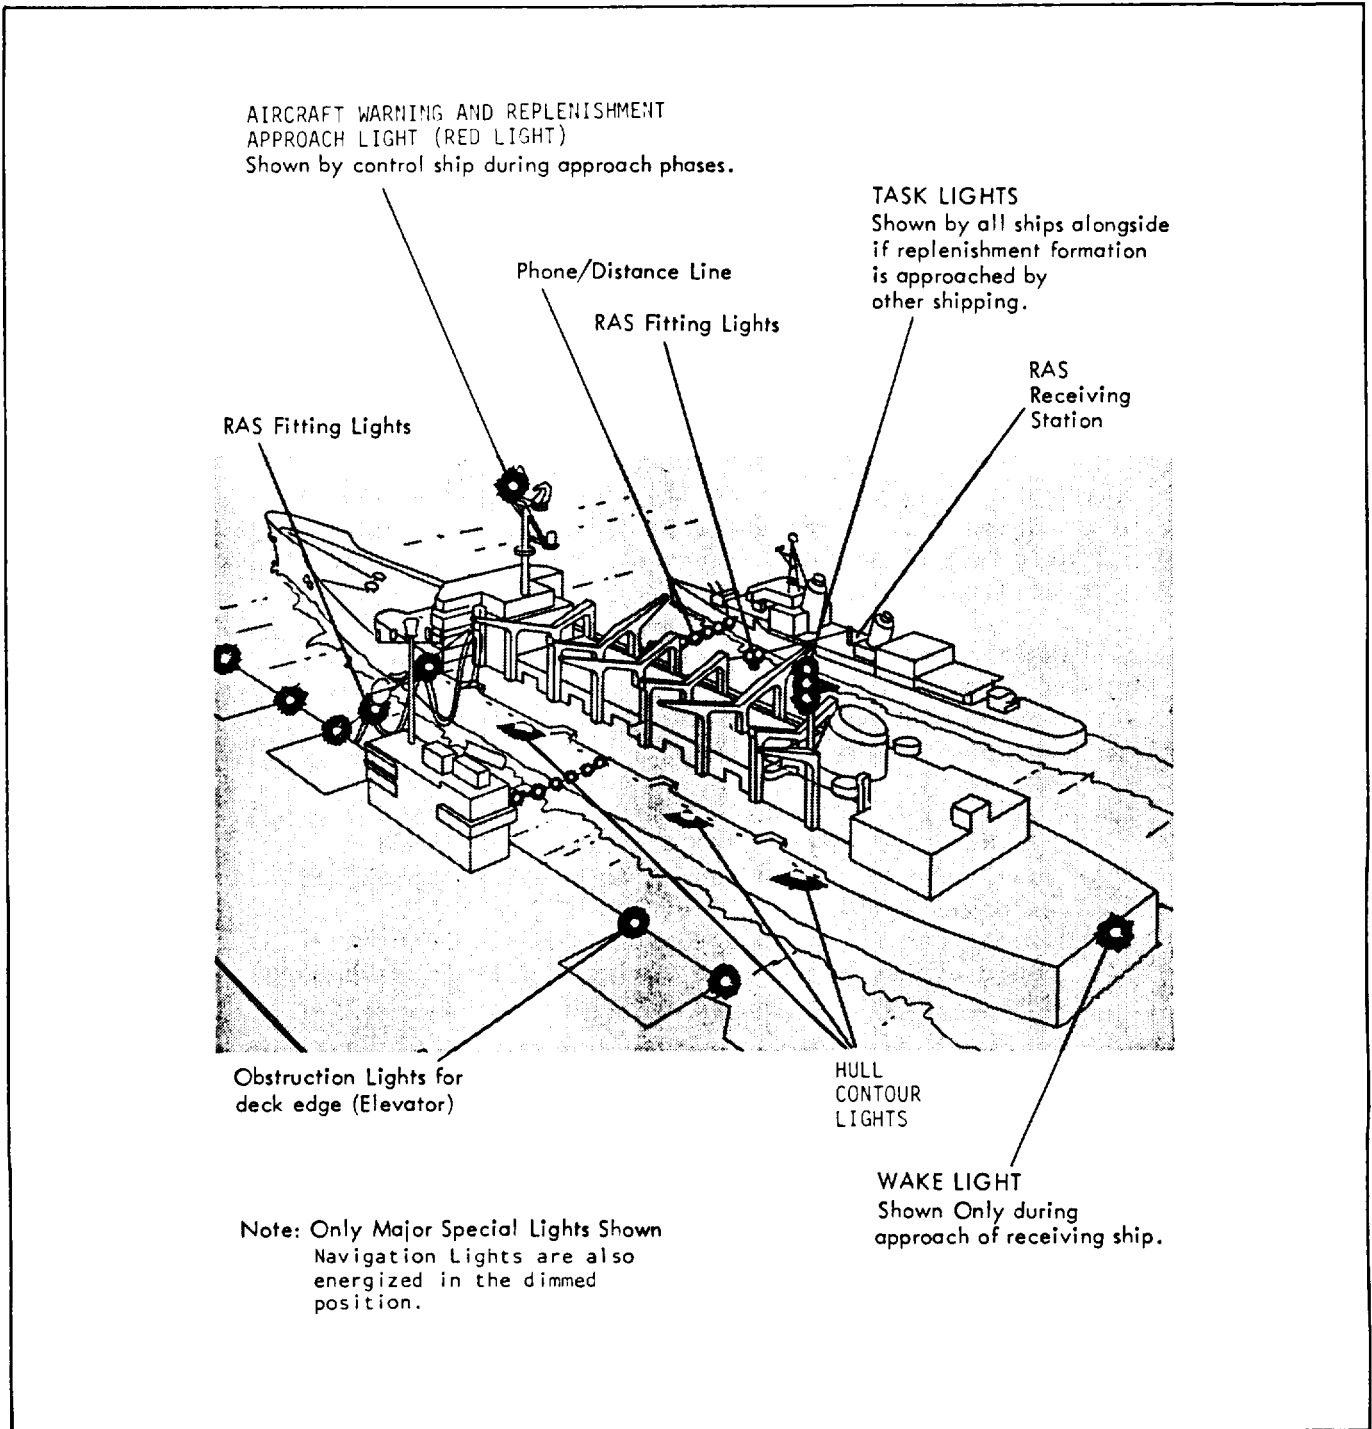 AIRCRAFT WARNING AND REPLENISHMENT
APPROACH LIGHT (RED LIGHT)
Shown by control ship during approach phases.
TASK LIGHTS
Shown by all ships alongside
if replenishment formation
is approached by
other shipping.
Phone/Distance Line
RAS Fitting Lights
RAS
Receiving
Station
RAS Fitting Lights
Obstruction Lights for
deck edge (Elevator)
HULL
CONTOUR
LIGHTS
WAKE LIGHT
Shown Only during
approach of receiving ship.
Note: Only Major Special Lights Shown
Navigation Lights are also
energized in the dimmed
position.